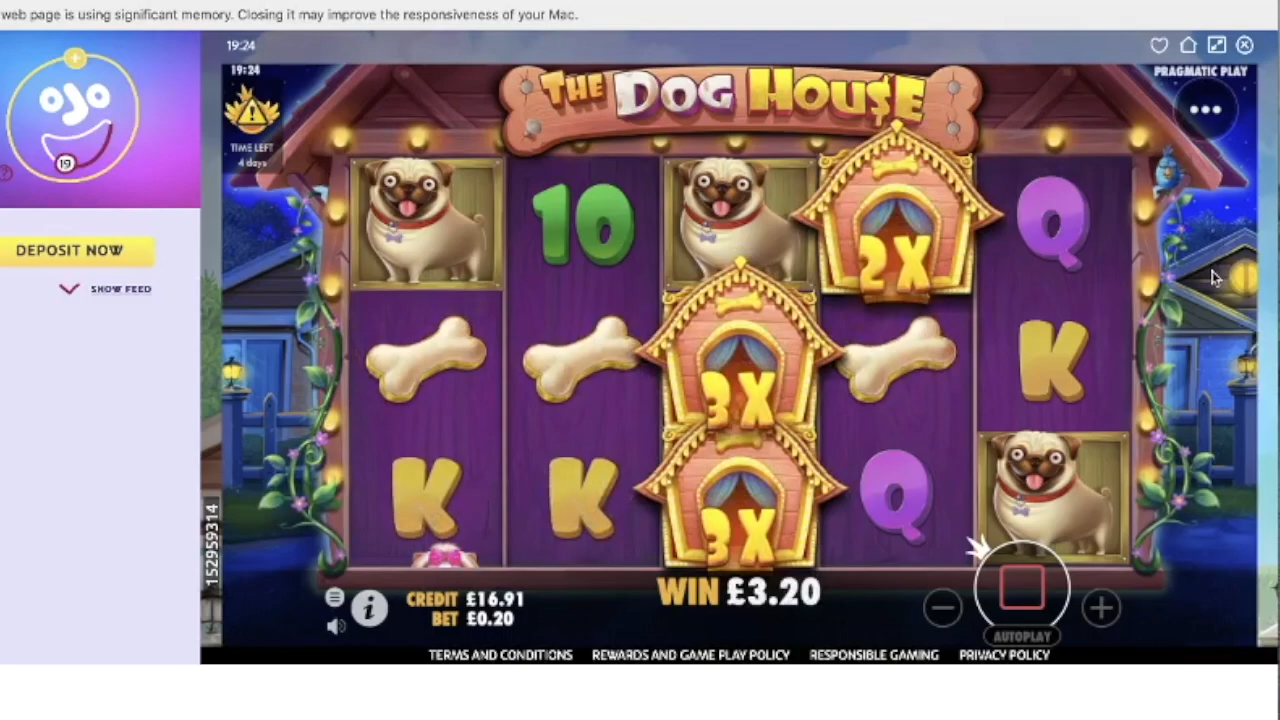 web page is using significant memory. Closing it may improve the responsiveness of your Mac.
19:24
19:24
PRAGMATIC PLAY
THE DOG HOU$E
OJO
TIME LEFT
4 days
19
10
2X
Q
DEPOSIT NOW
SHOW FEED
3X
K
K
K
3X
Q
152959314
CREDIT £16.91
BET £0.20
WIN £3.20
AUTOPLAY
TERMS AND CONDITIONS REWARDS AND GAME PLAY POLICY RESPONSIBLE GAMING PRIVACY POLICY